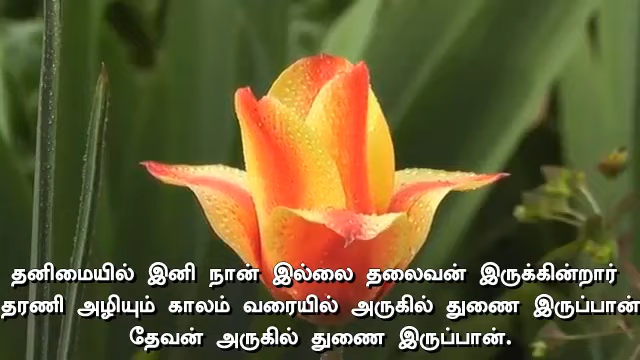 தனிமையில் இனி நான் இல்லை தலைவன் இருக்கின்றார்
தரணி அழியும் காலம் வரையில் அருகில் துணை இருப்பான்
தேவன் அருகில் துணை இருப்பான்.